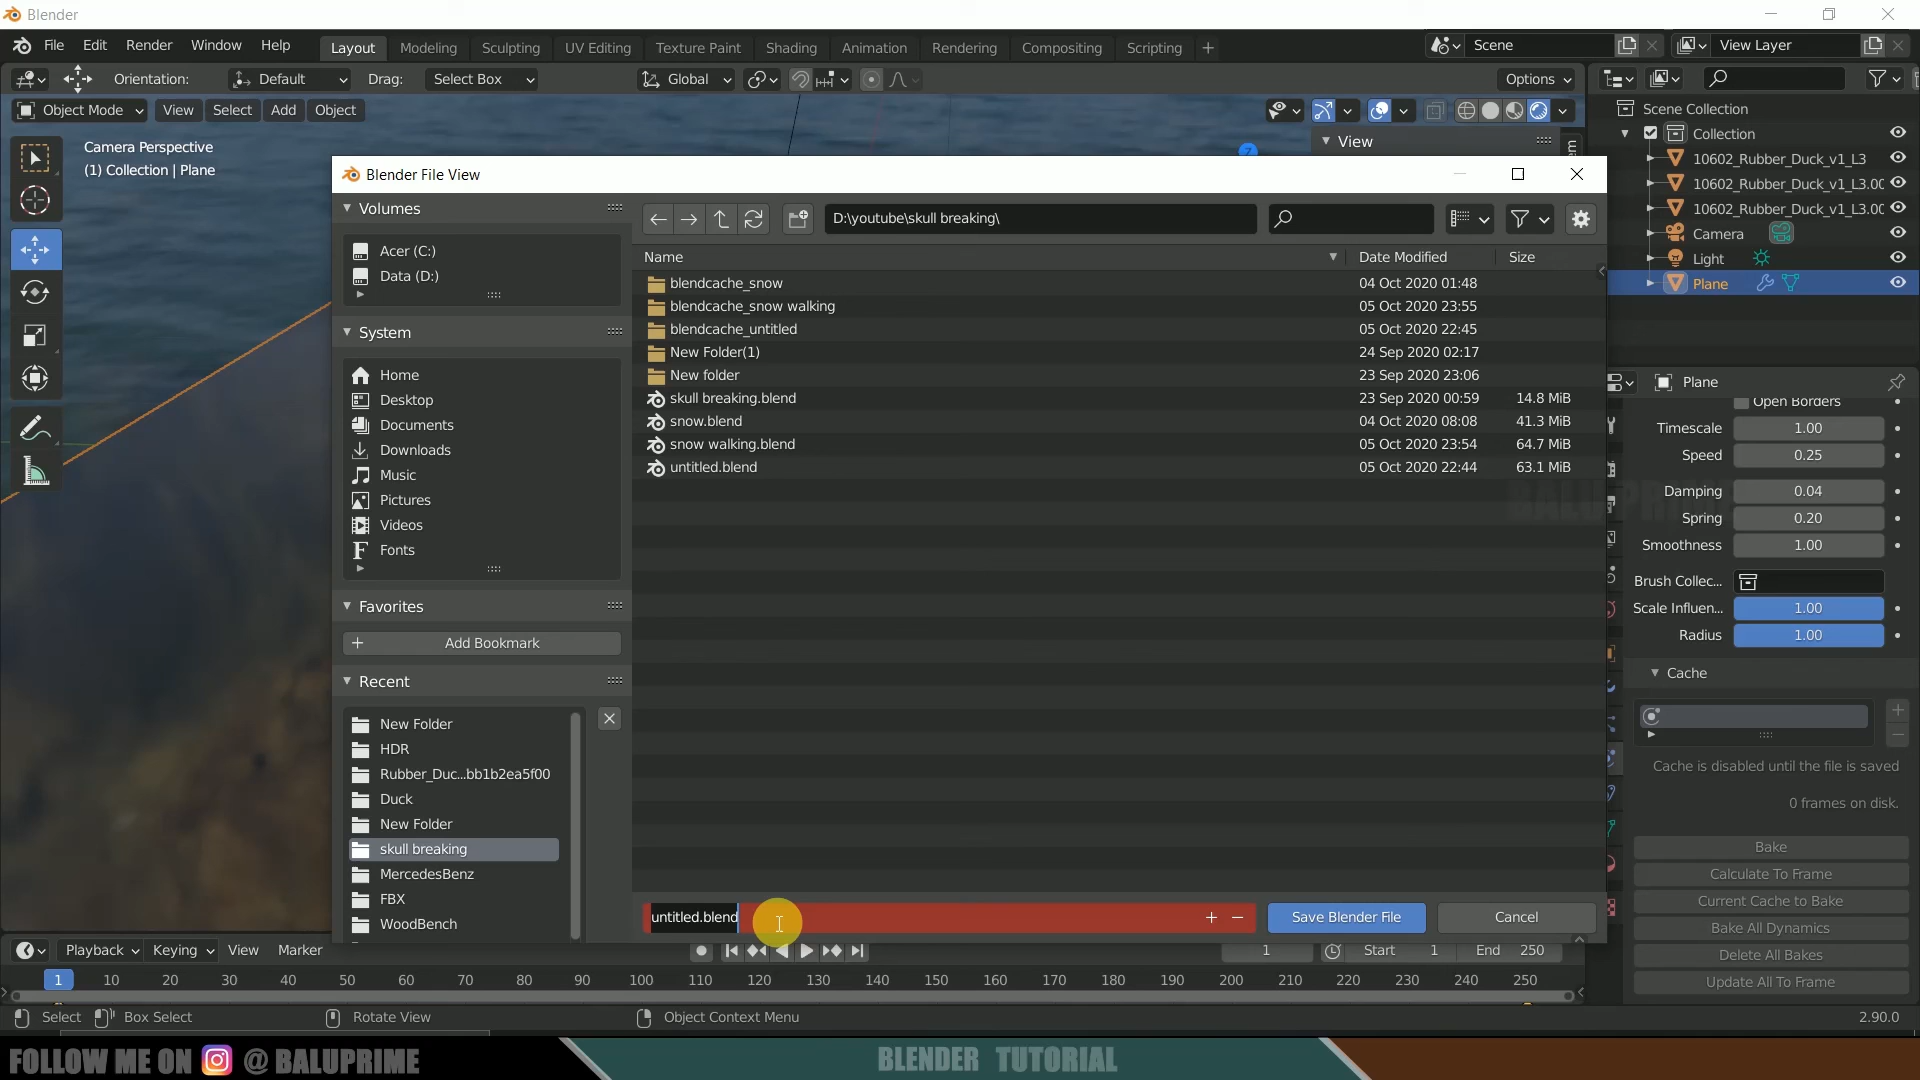 Blender
File Edit Render Window Help Layout Modeling Sculpting UV Editing Texture Paint Shading Animation Rendering Compositing Scripting + Scene View Layer
Orientation: Default Drag: Select Box Global Options
Object Mode View Select Add Object
Camera Perspective
(1) Collection | Plane
View
Scene Collection
Collection
10602_Rubber_Duck_v1_L3
10602_Rubber_Duck_v1_L3.00
10602_Rubber_Duck_v1_L3.00
Camera
Light
Plane
Blender File View
Volumes
Acer (C:)
Data (D:)
System
Home
Desktop
Documents
Downloads
Music
Pictures
Videos
Fonts
Favorites
Add Bookmark
Recent
New Folder
HDR
Rubber_Duc...bb1b2ea5f00
Duck
New Folder
skull breaking
MercedesBenz
FBX
WoodBench
D:\youtube\skull breaking\
Name Date Modified Size
blendcache_snow 04 Oct 2020 01:48
blendcache_snow walking 05 Oct 2020 23:55
blendcache_untitled 05 Oct 2020 22:45
New Folder(1) 24 Sep 2020 02:17
New folder 23 Sep 2020 23:06
skull breaking.blend 23 Sep 2020 00:59 14.8 MiB
snow.blend 04 Oct 2020 08:08 41.3 MiB
snow walking.blend 05 Oct 2020 23:54 64.7 MiB
untitled.blend 05 Oct 2020 22:44 63.1 MiB
untitled.blend + − Save Blender File Cancel
Plane
Open Borders
Timescale 1.00
Speed 0.25
Damping 0.04
Spring 0.20
Smoothness 1.00
Brush Collec...
Scale Influen... 1.00
Radius 1.00
Cache
Cache is disabled until the file is saved
0 frames on disk.
Bake
Calculate To Frame
Current Cache to Bake
Bake All Dynamics
Delete All Bakes
Update All To Frame
Playback Keying View Marker 1 Start 1 End 250
1 10 20 30 40 50 60 70 80 90 100 110 120 130 140 150 160 170 180 190 200 210 220 230 240 250
Select Box Select Rotate View Object Context Menu 2.90.0
FOLLOW ME ON @ BALUPRIME BLENDER TUTORIAL